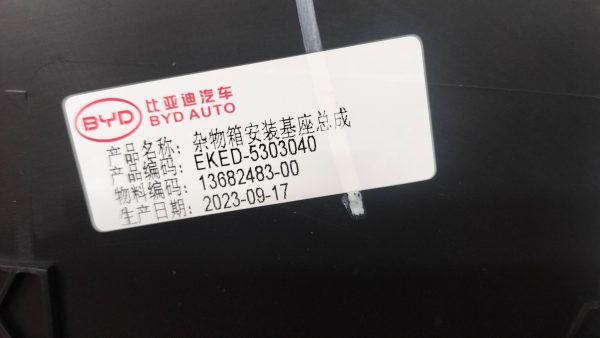 BYD
比亚迪汽车
BYD AUTO
产品名称: 杂物箱安装基座总成
产品编码: EKED-5303040
物料编码: 13682483-00
生产日期: 2023-09-17